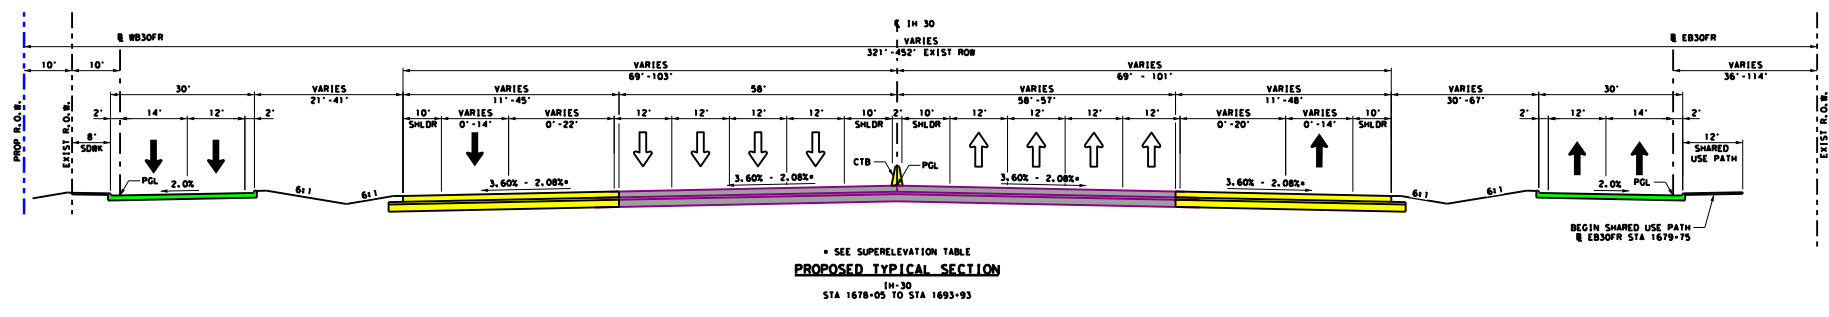 ℄ IH 30
B WB30FR
B EB30FR
VARIES
321'-452' EXIST ROW
10' 10' VARIES VARIES VARIES
69'-103' 69' - 101' 36'-114'
30' VARIES VARIES 58' VARIES VARIES VARIES 30'
21'-41' 11'-45' 58'-57' 11'-48' 30'-67'
2' 14' 12' 2' 10' VARIES VARIES 12' 12' 12' 12' 10' 2' 10' 12' 12' 12' 12' VARIES VARIES 10' 2' 12' 14' 2'
SHLDR 0'-14' 0'-22' SHLDR SHLDR 0'-20' 0'-14' SHLDR
PROP R.O.W.
EXIST R.O.W.
8'
SDWK
12'
SHARED
USE PATH
EXIST R.O.W.
CTB PGL
PGL 2.0% 6:1 6:1 3.60% - 2.08%* 3.60% - 2.08%* 3.60% - 2.08%* 3.60% - 2.08%* 6:1 6:1 2.0% PGL
BEGIN SHARED USE PATH
B EB30FR STA 1679+75
* SEE SUPERELEVATION TABLE
PROPOSED TYPICAL SECTION
IH-30
STA 1678+05 TO STA 1693+93